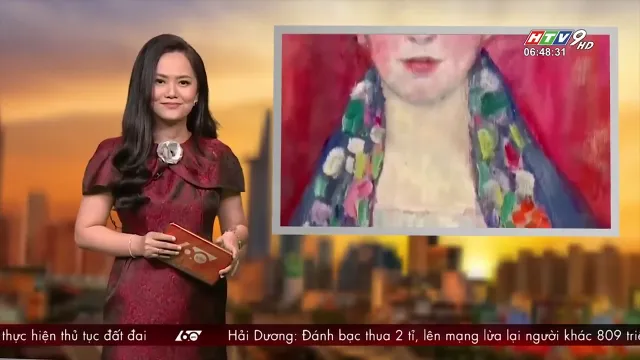 HTV9 HD
06:48:31
thực hiện thủ tục đất đai 60 Hải Dương: Đánh bạc thua 2 tỉ, lên mạng lừa lại người khác 809 triệ